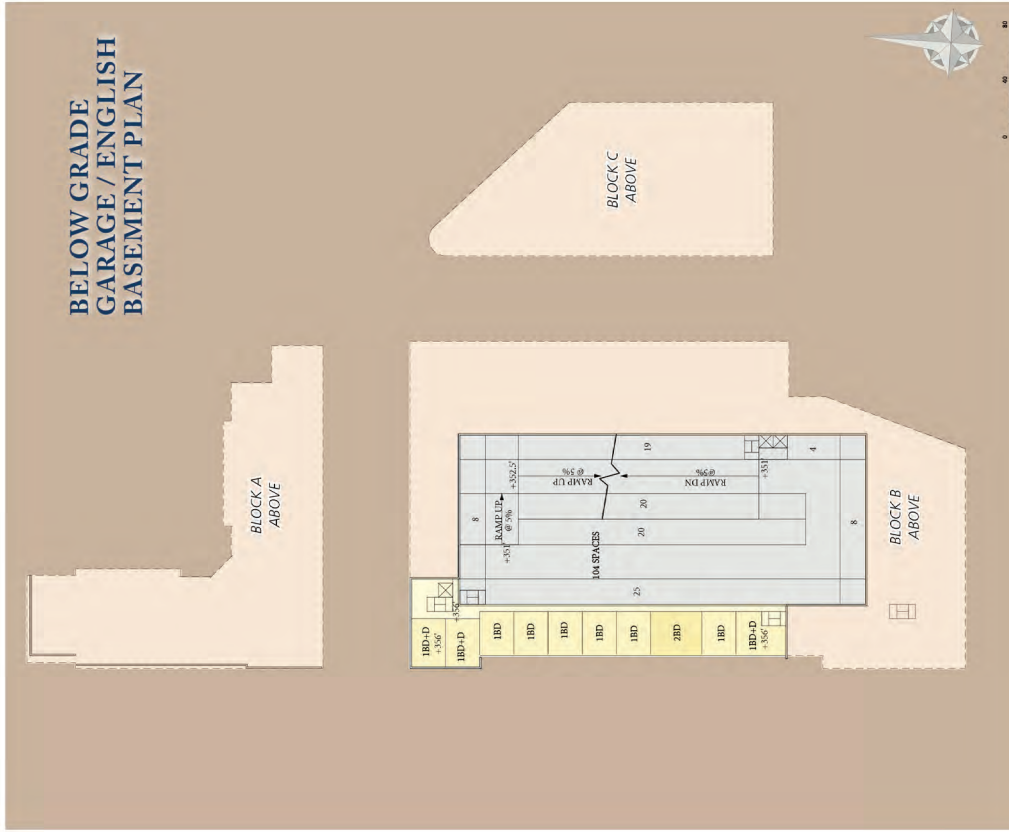 BELOW GRADE
GARAGE / ENGLISH
BASEMENT PLAN
0
40
80
BLOCK A
ABOVE
BLOCK C
ABOVE
BLOCK B
ABOVE
8
RAMP UP
@ 5%
+351'
+352.5'
RAMP UP
@ 5%
RAMP DN
@5%
+351'
19
4
20
20
104 SPACES
25
8
+356'
1BD+D
+356'
1BD+D
1BD
1BD
1BD
1BD
1BD
2BD
1BD
1BD+D
+356'